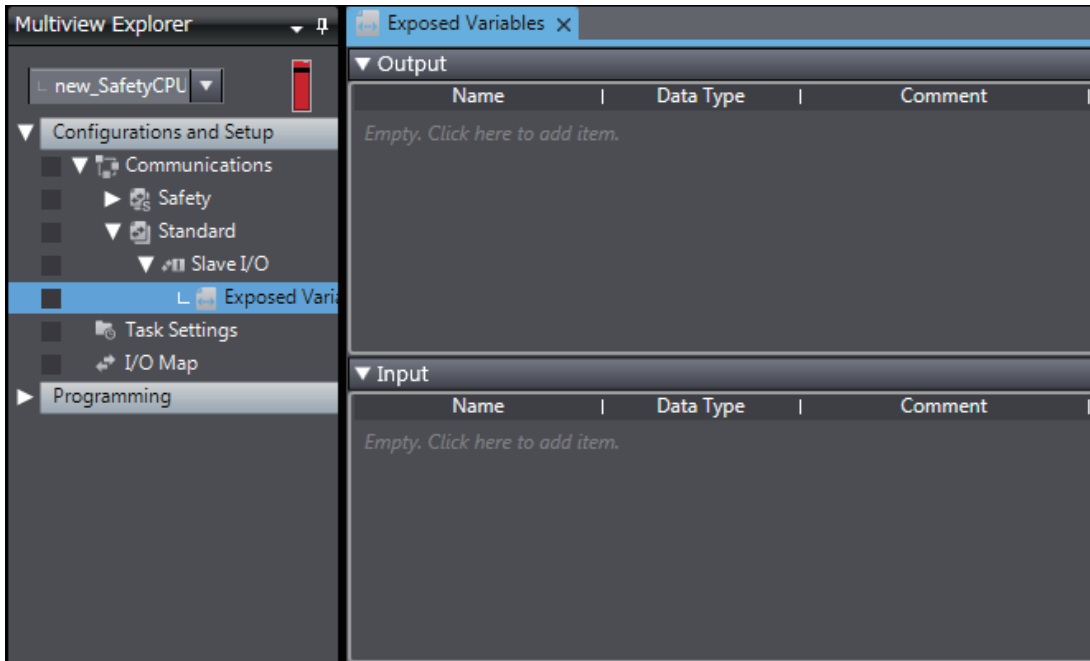 Multiview Explorer
new_SafetyCPU
Configurations and Setup
Communications
Safety
Standard
Slave I/O
Exposed Varia
Task Settings
I/O Map
Programming
Exposed Variables
Output
Name Data Type Comment
Empty. Click here to add item.
Input
Name Data Type Comment
Empty. Click here to add item.